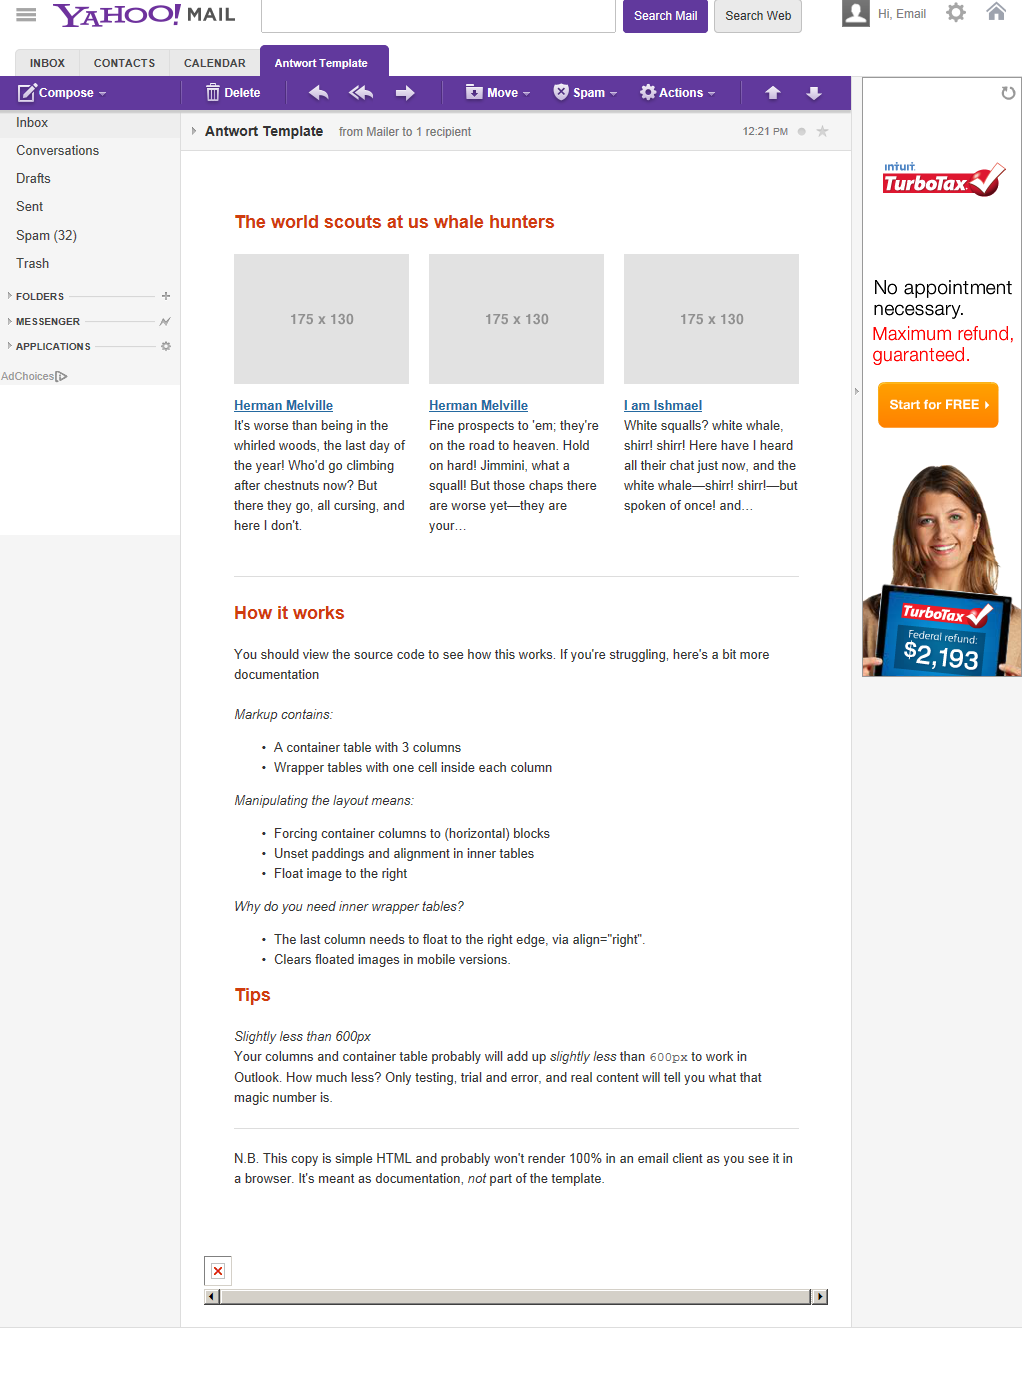 YAHOO! MAIL
Search Mail
Search Web
Hi, Email
INBOX
CONTACTS
CALENDAR
Antwort Template
Compose
Delete
Move
Spam
Actions
Inbox
Conversations
Drafts
Sent
Spam (32)
Trash
FOLDERS
MESSENGER
APPLICATIONS
AdChoices
Antwort Template from Mailer to 1 recipient
12:21 PM
The world scouts at us whale hunters
175 x 130
175 x 130
175 x 130
Herman Melville
It's worse than being in the
whirled woods, the last day of
the year! Who'd go climbing
after chestnuts now? But
there they go, all cursing, and
here I don't.
Herman Melville
Fine prospects to 'em; they're
on the road to heaven. Hold
on hard! Jimmini, what a
squall! But those chaps there
are worse yet—they are
your…
I am Ishmael
White squalls? white whale,
shirr! shirr! Here have I heard
all their chat just now, and the
white whale—shirr! shirr!—but
spoken of once! and…
How it works
You should view the source code to see how this works. If you're struggling, here's a bit more
documentation
Markup contains:
• A container table with 3 columns
• Wrapper tables with one cell inside each column
Manipulating the layout means:
• Forcing container columns to (horizontal) blocks
• Unset paddings and alignment in inner tables
• Float image to the right
Why do you need inner wrapper tables?
• The last column needs to float to the right edge, via align="right".
• Clears floated images in mobile versions.
Tips
Slightly less than 600px
Your columns and container table probably will add up slightly less than 600px to work in
Outlook. How much less? Only testing, trial and error, and real content will tell you what that
magic number is.
N.B. This copy is simple HTML and probably won't render 100% in an email client as you see it in
a browser. It's meant as documentation, not part of the template.
intuit
TurboTax
No appointment
necessary.
Maximum refund,
guaranteed.
Start for FREE
TurboTax
Federal refund:
$2,193